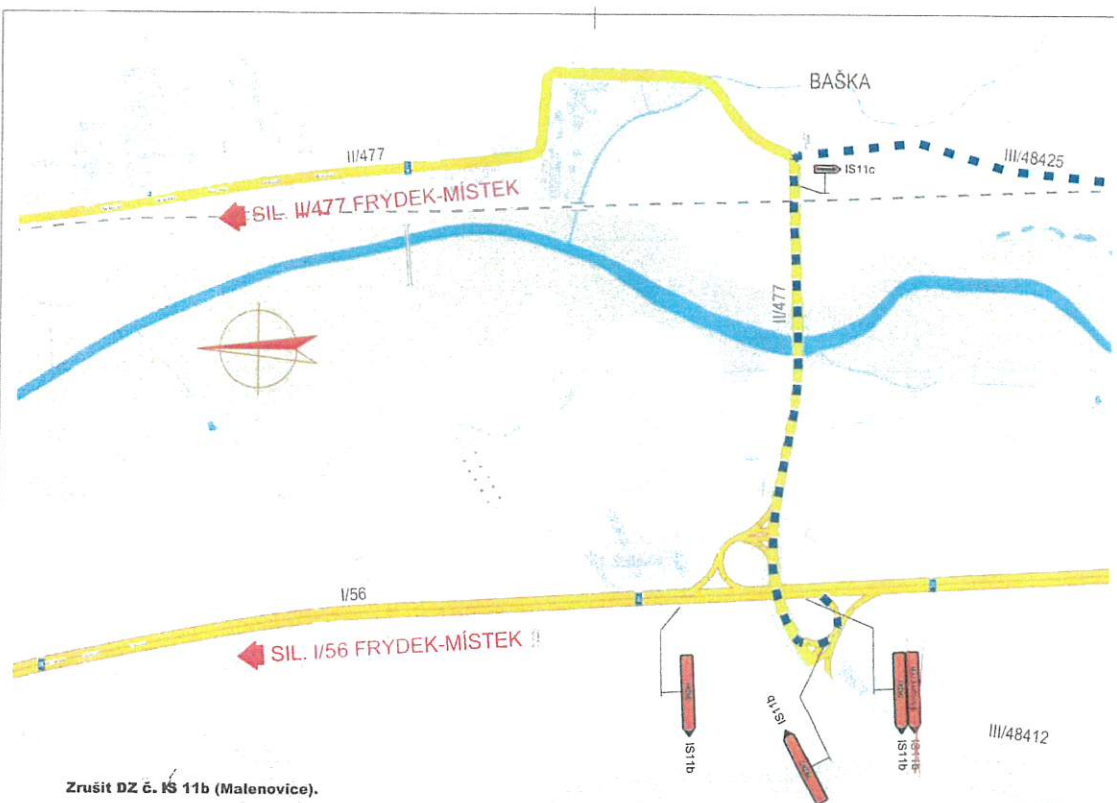 BAŠKA
II/477
III/48425
IS11c
SIL. II/477 FRYDEK-MÍSTEK
II/477
I/56
SIL. I/56 FRYDEK-MÍSTEK
IS11b
IS11b
IS11b
IS11b
III/48412
Zrušit DZ č. IS 11b (Malenovice).